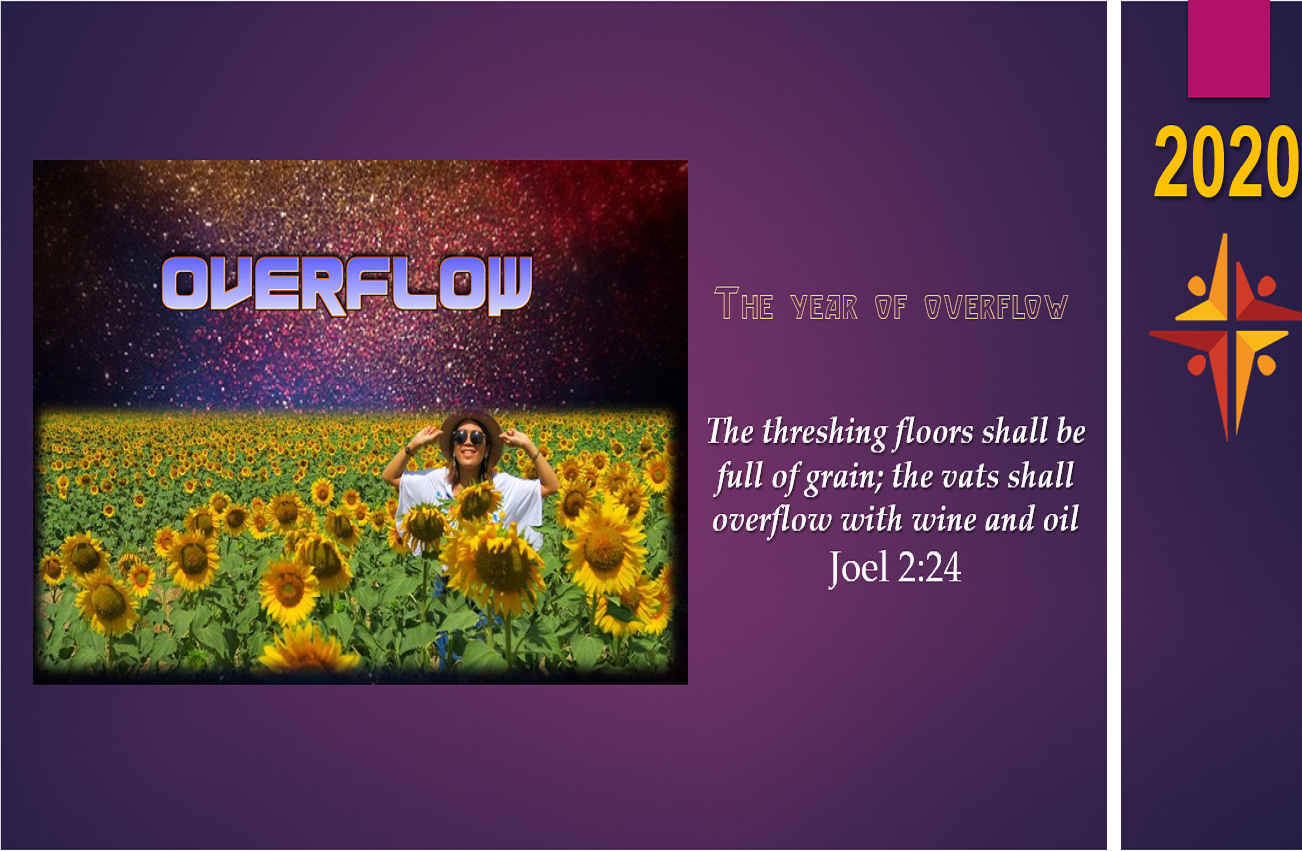 OVERFLOW
The year of overflow
The threshing floors shall be
full of grain; the vats shall
overflow with wine and oil
Joel 2:24
2020